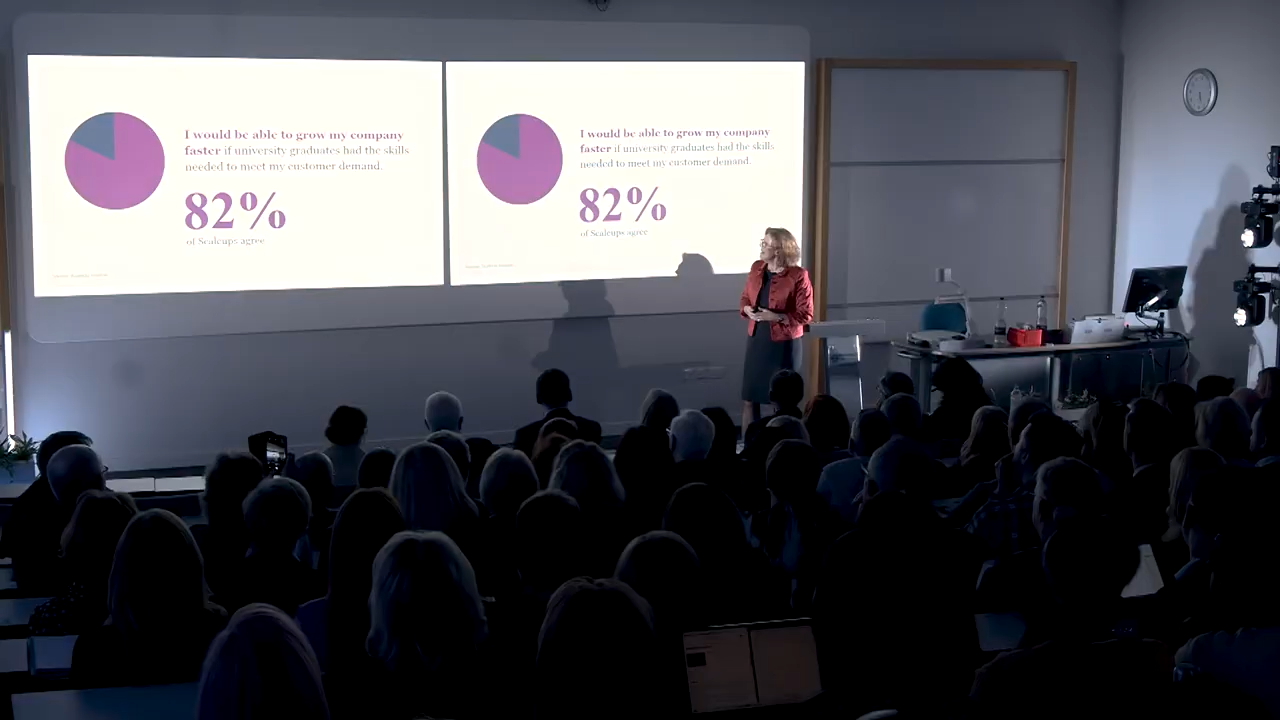 I would be able to grow my company
faster if university graduates had the skills
needed to meet my customer demand.
82%
of Scaleups agree
I would be able to grow my company
faster if university graduates had the skills
needed to meet my customer demand.
82%
of Scaleups agree